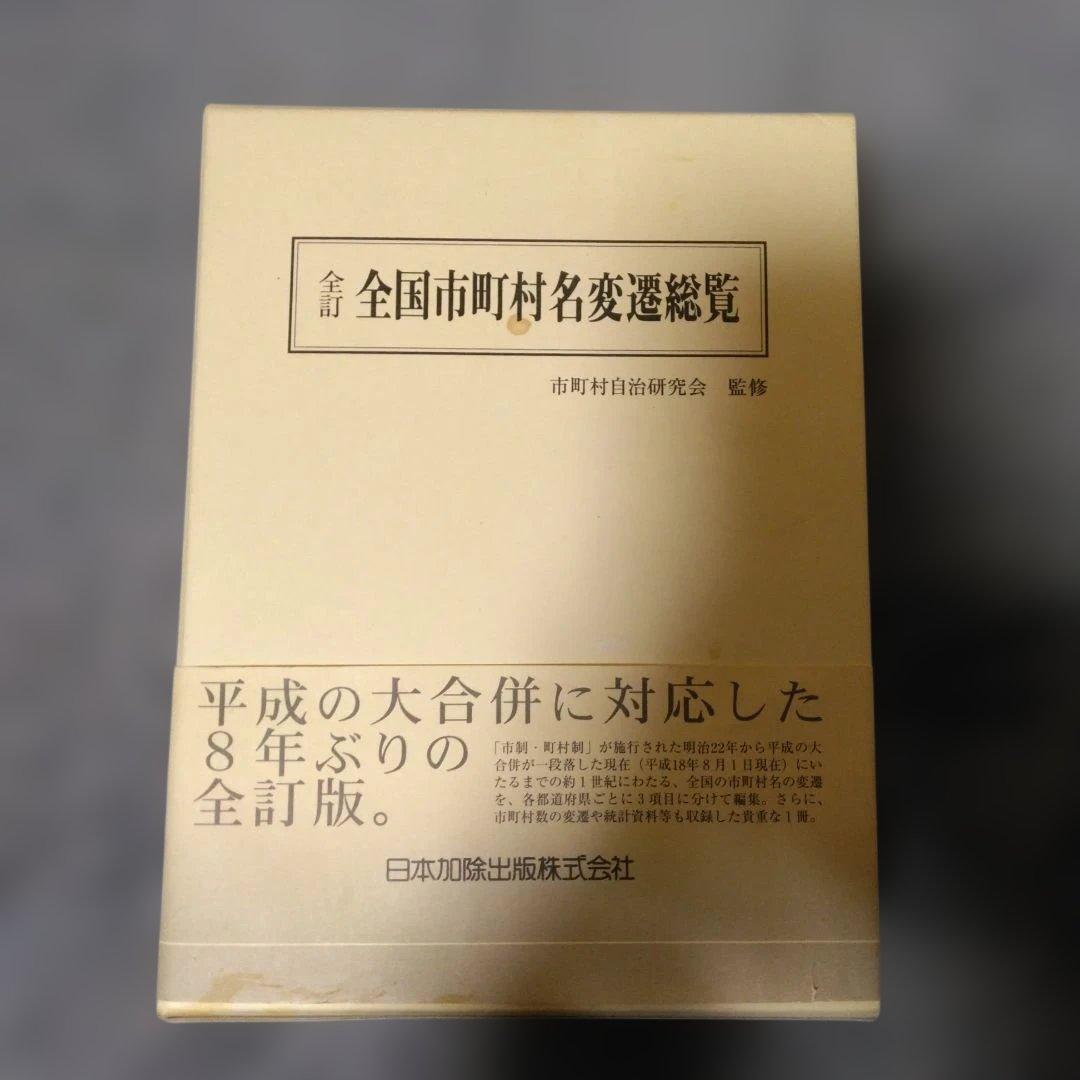 全訂 全国市町村名変遷総覧
市町村自治研究会 監修
平成の大合併に対応した
8年ぶりの
全訂版。
「市制・町村制」が施行された明治22年から平成の大
合併が一段落した現在（平成18年8月1日現在）にい
たるまでの約1世紀にわたる、全国の市町村名の変遷
を、各都道府県ごとに3項目に分けて編集。さらに、
市町村数の変遷や統計資料等も収録した貴重な1冊。
日本加除出版株式会社